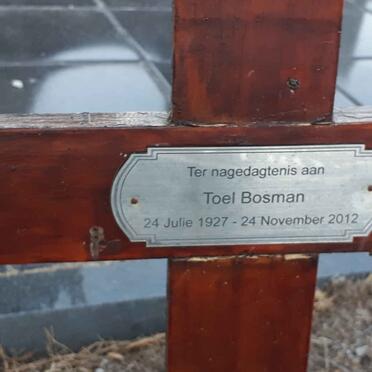 Ter nagedagtenis aan
Toel Bosman
24 Julie 1927 - 24 November 2012